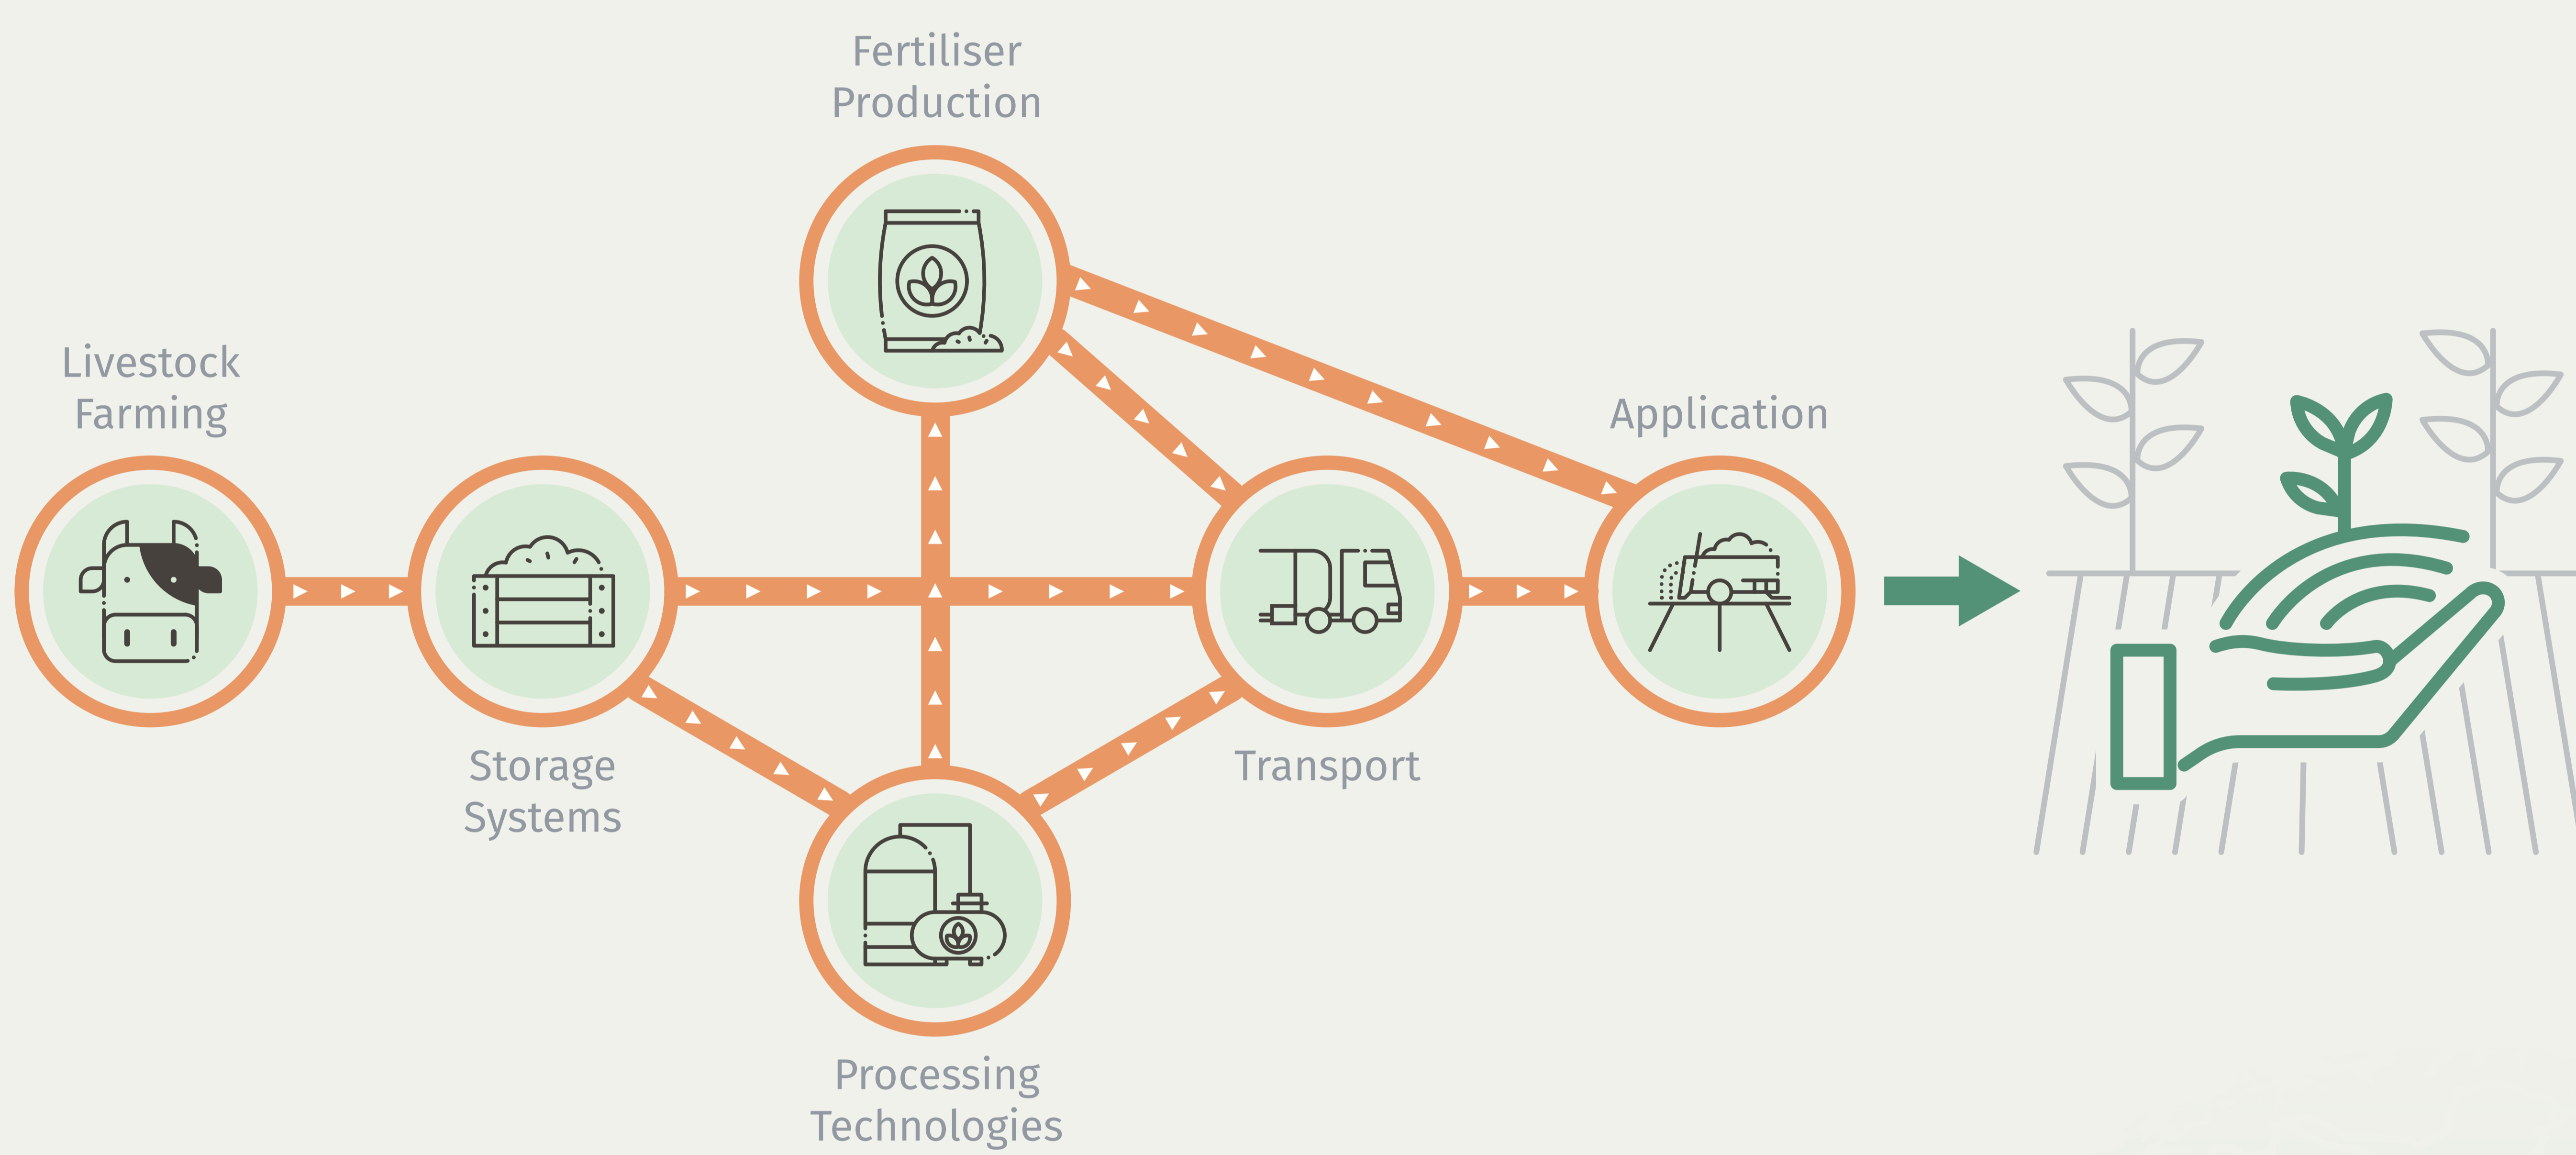 Fertiliser
Production
Livestock
Farming
Application
Storage
Systems
Transport
Processing
Technologies